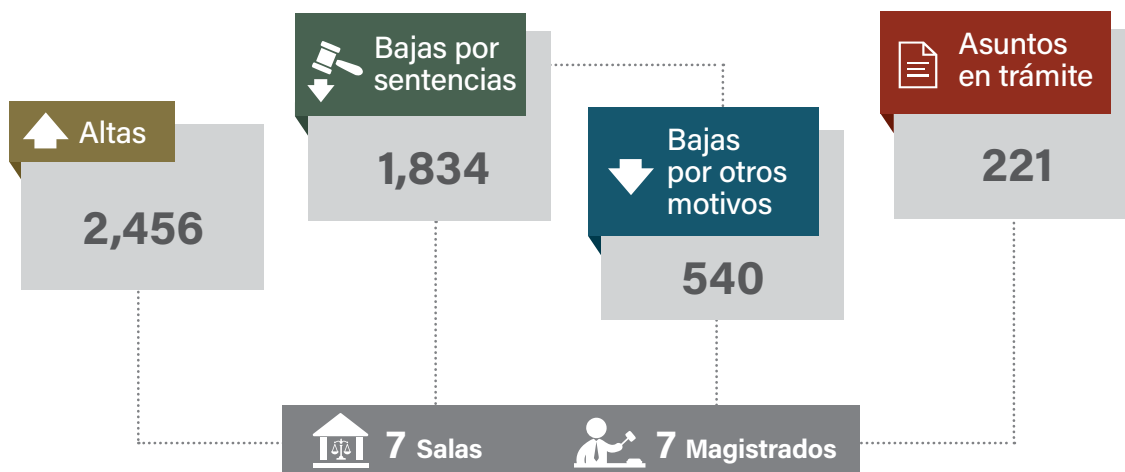 Altas
2,456
Bajas por
sentencias
1,834
Bajas
por otros
motivos
540
Asuntos
en trámite
221
7 Salas
7 Magistrados